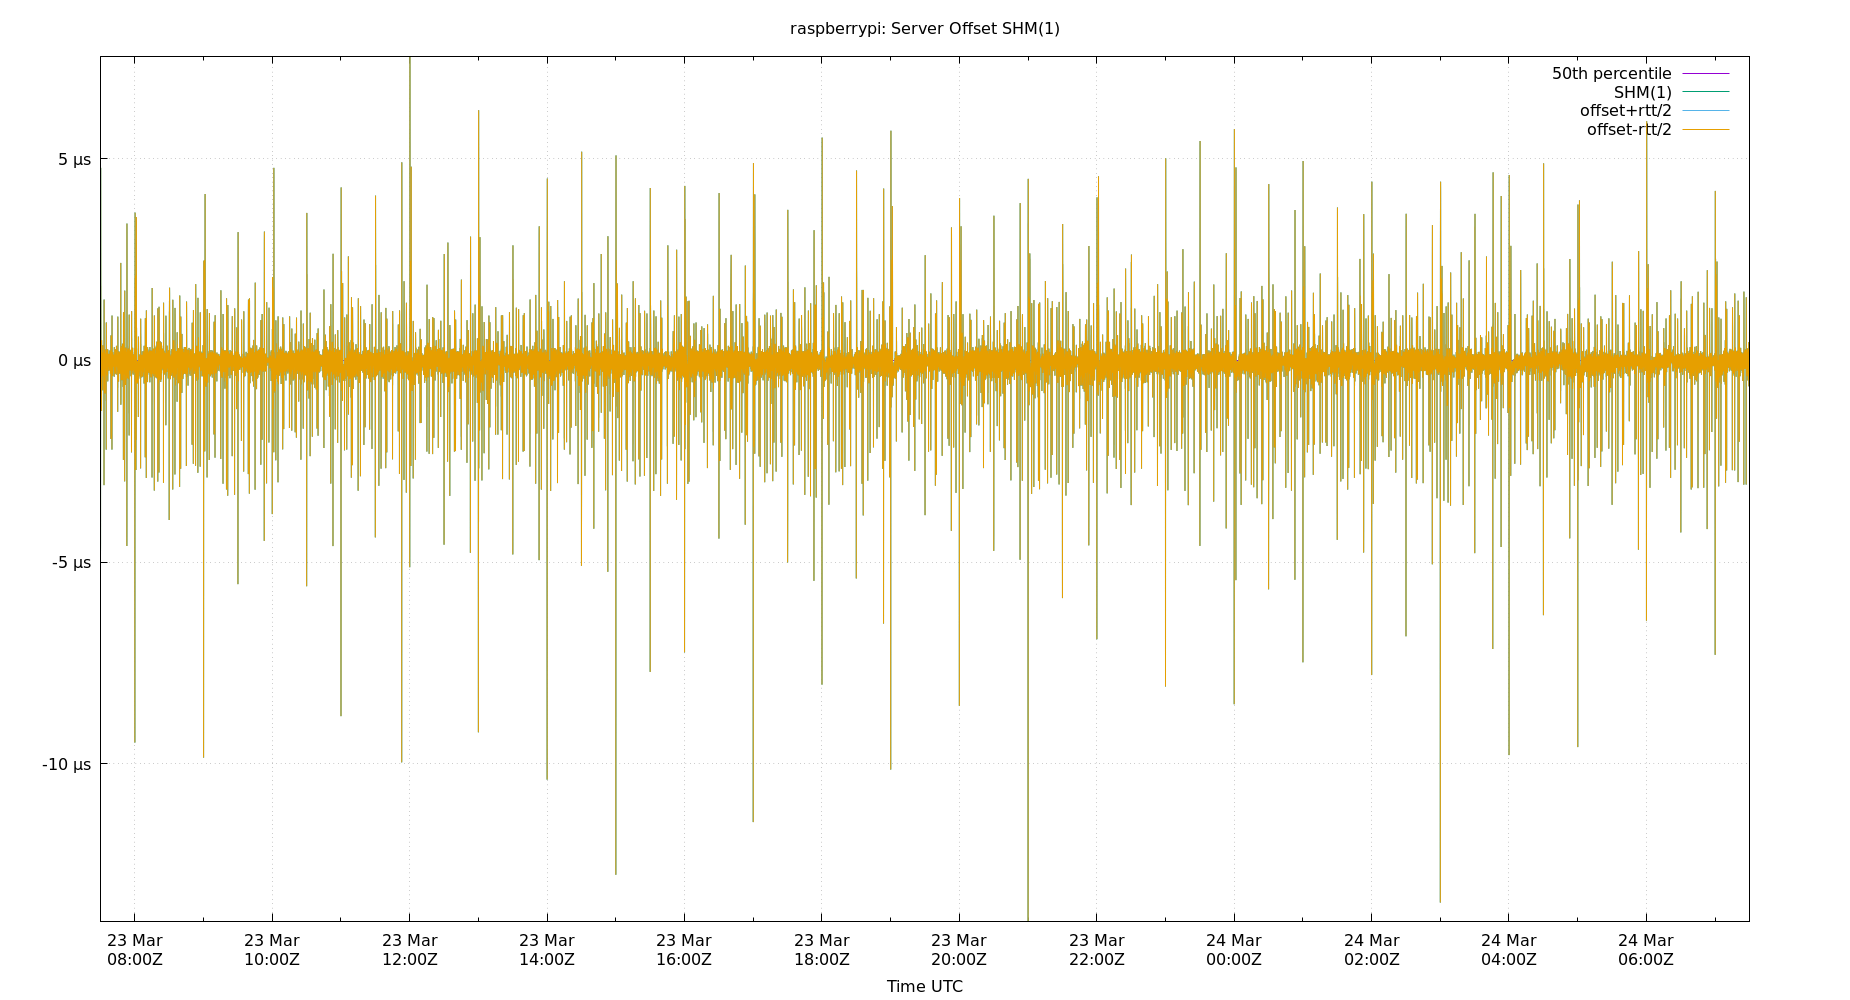 raspberrypi: Server Offset SHM(1)
50th percentile
SHM(1)
offset+rtt/2
offset-rtt/2
5 µs
0 µs
-5 µs
-10 µs
23 Mar 23 Mar 23 Mar 23 Mar 23 Mar 23 Mar 23 Mar 23 Mar 24 Mar 24 Mar 24 Mar 24 Mar
08:00Z 10:00Z 12:00Z 14:00Z 16:00Z 18:00Z 20:00Z 22:00Z 00:00Z 02:00Z 04:00Z 06:00Z
Time UTC